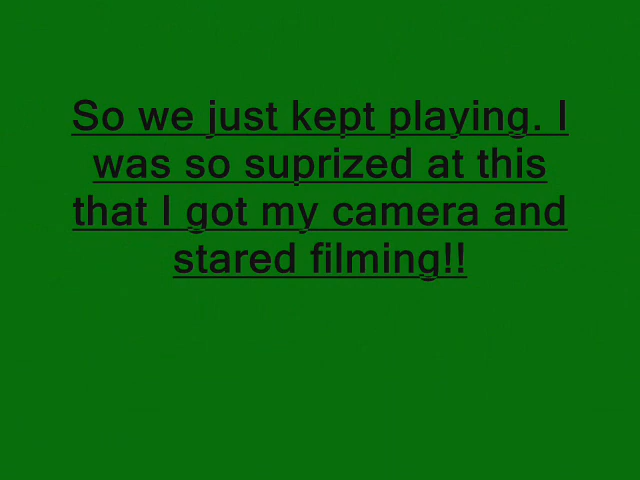 So we just kept playing. I
was so suprized at this
that I got my camera and
stared filming!!